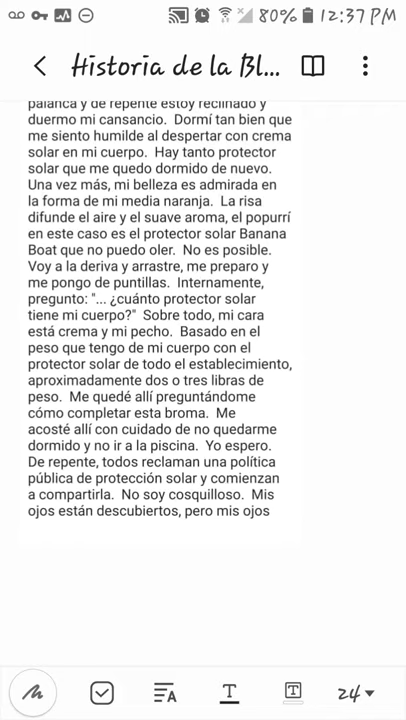 80% 12:37 PM
Historia de la Bl...
palanca y de repente estoy reclinado y
duermo mi cansancio. Dormí tan bien que
me siento humilde al despertar con crema
solar en mi cuerpo. Hay tanto protector
solar que me quedo dormido de nuevo.
Una vez más, mi belleza es admirada en
la forma de mi media naranja. La risa
difunde el aire y el suave aroma, el popurrí
en este caso es el protector solar Banana
Boat que no puedo oler. No es posible.
Voy a la deriva y arrastre, me preparo y
me pongo de puntillas. Internamente,
pregunto: "... ¿cuánto protector solar
tiene mi cuerpo?" Sobre todo, mi cara
está crema y mi pecho. Basado en el
peso que tengo de mi cuerpo con el
protector solar de todo el establecimiento,
aproximadamente dos o tres libras de
peso. Me quedé allí preguntándome
cómo completar esta broma. Me
acosté allí con cuidado de no quedarme
dormido y no ir a la piscina. Yo espero.
De repente, todos reclaman una política
pública de protección solar y comienzan
a compartirla. No soy cosquilloso. Mis
ojos están descubiertos, pero mis ojos
A T T 24